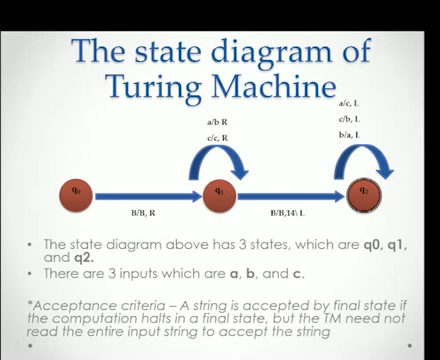 The state diagram of
Turing Machine
a/c, L
c/b, L
b/a, L
a/b R
c/c, R
q₁
q₂
B/B, R
B/B,14\ L
• The state diagram above has 3 states, which are q0, q1,
and q2.
• There are 3 inputs which are a, b, and c.
*Acceptance criteria – A string is accepted by final state if
the computation halts in a final state, but the TM need not
read the entire input string to accept the string